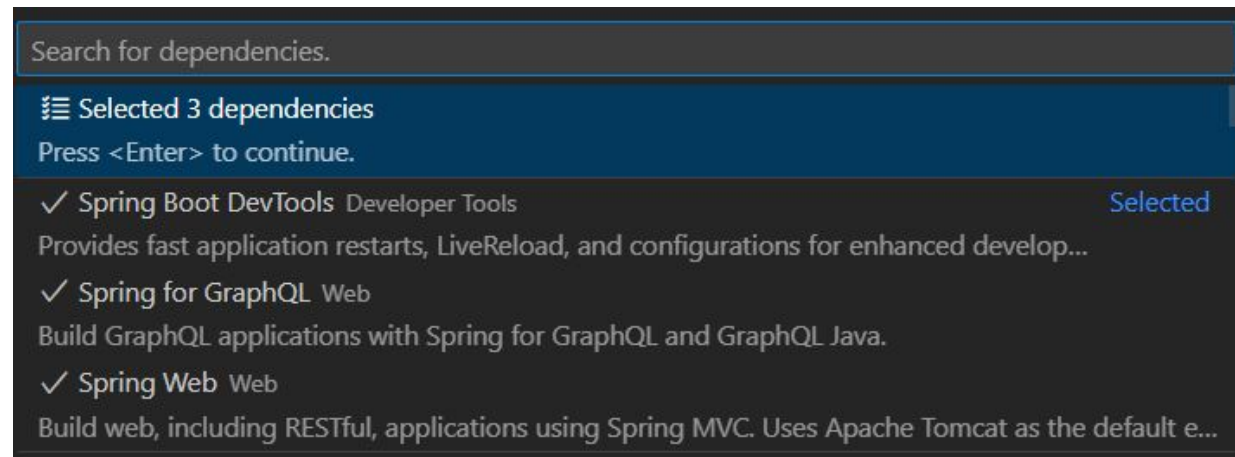 Search for dependencies.
Selected 3 dependencies
Press <Enter> to continue.
✓ Spring Boot DevTools Developer Tools Selected
Provides fast application restarts, LiveReload, and configurations for enhanced develop...
✓ Spring for GraphQL Web
Build GraphQL applications with Spring for GraphQL and GraphQL Java.
✓ Spring Web Web
Build web, including RESTful, applications using Spring MVC. Uses Apache Tomcat as the default e...